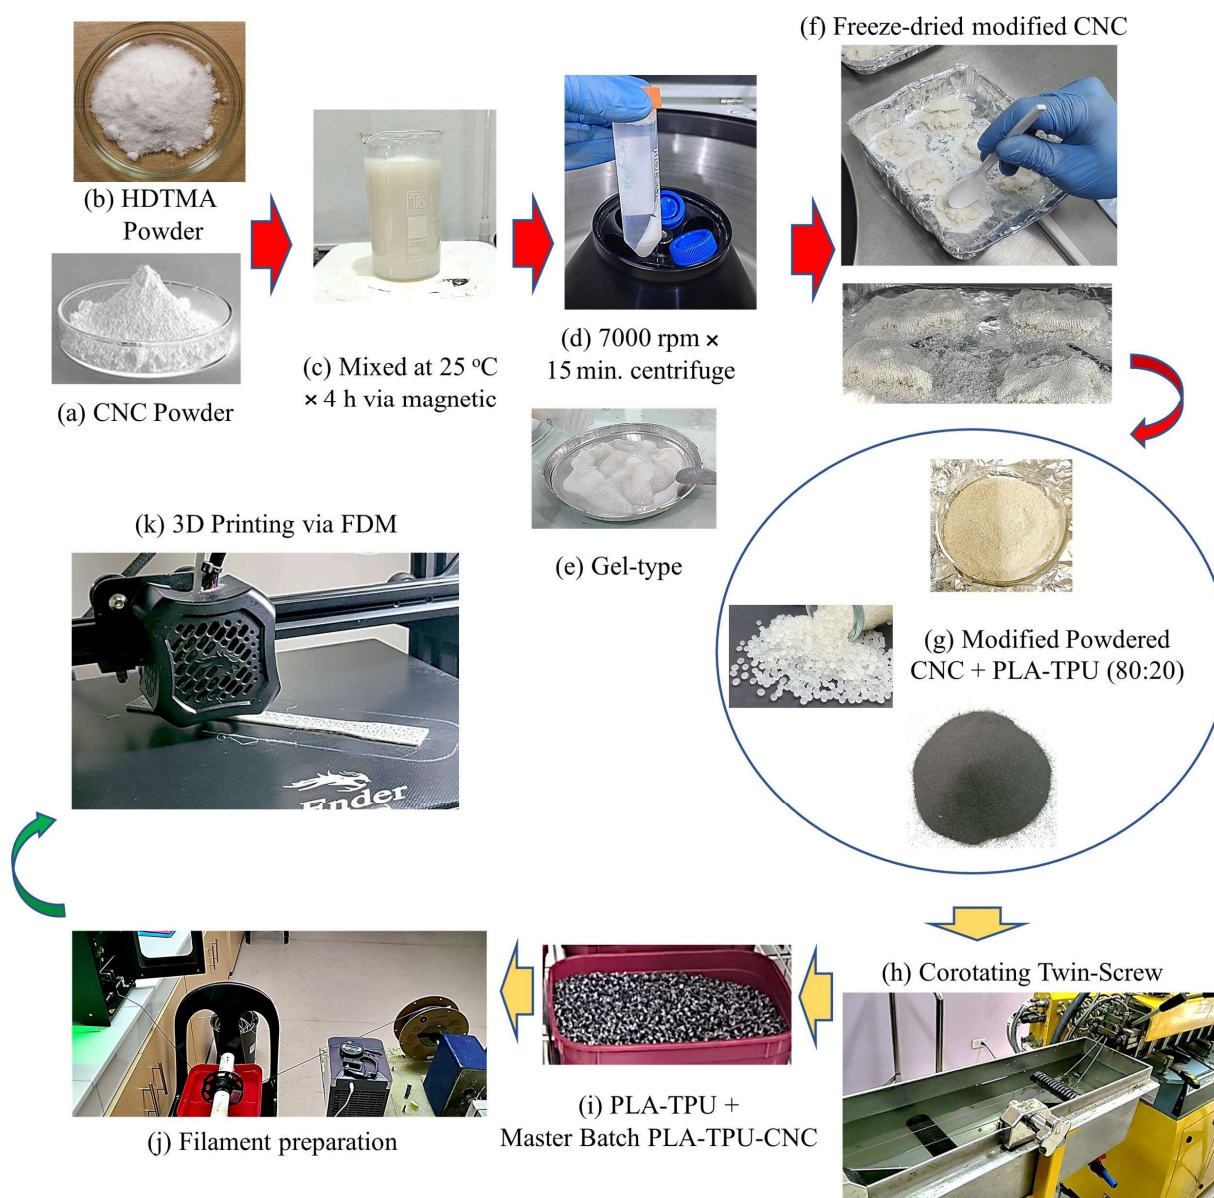 (f) Freeze-dried modified CNC
(b) HDTMA
Powder
(a) CNC Powder
(c) Mixed at 25 °C
× 4 h via magnetic
(d) 7000 rpm ×
15 min. centrifuge
(e) Gel-type
(g) Modified Powdered
CNC + PLA-TPU (80:20)
(k) 3D Printing via FDM
Ender
(h) Corotating Twin-Screw
(i) PLA-TPU +
Master Batch PLA-TPU-CNC
(j) Filament preparation